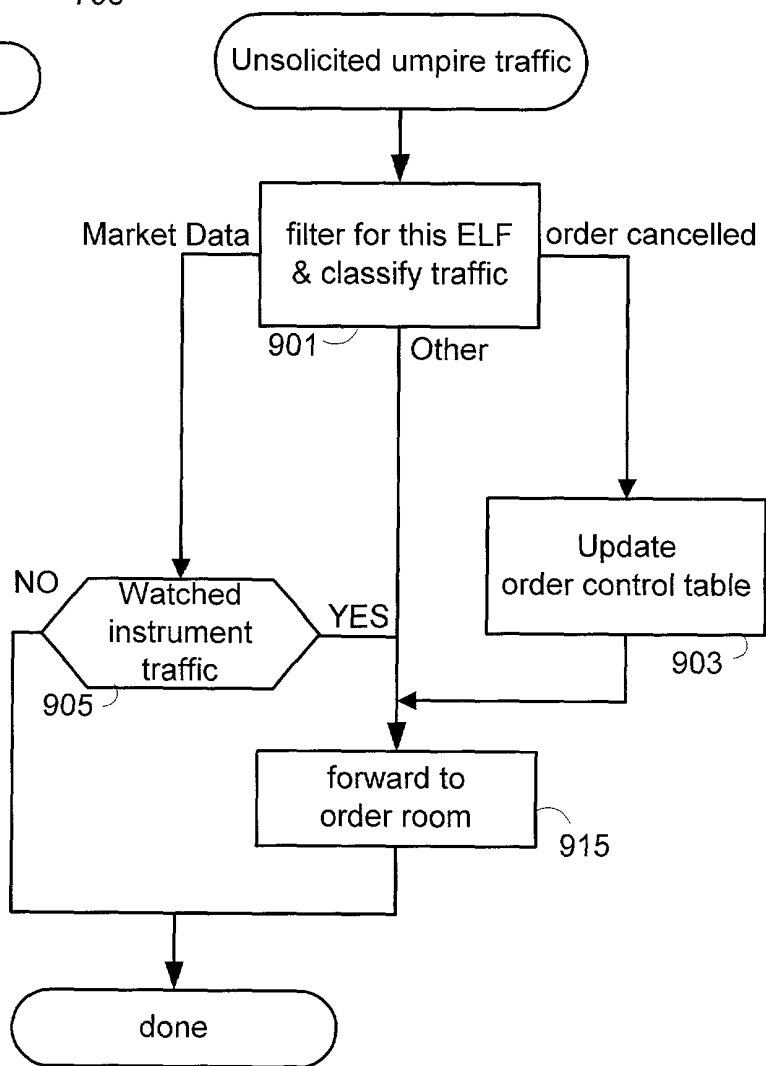 Unsolicited umpire traffic
Market Data
filter for this ELF
& classify traffic
order cancelled
901
Other
NO
Watched
instrument
traffic
YES
905
Update
order control table
903
forward to
order room
915
done